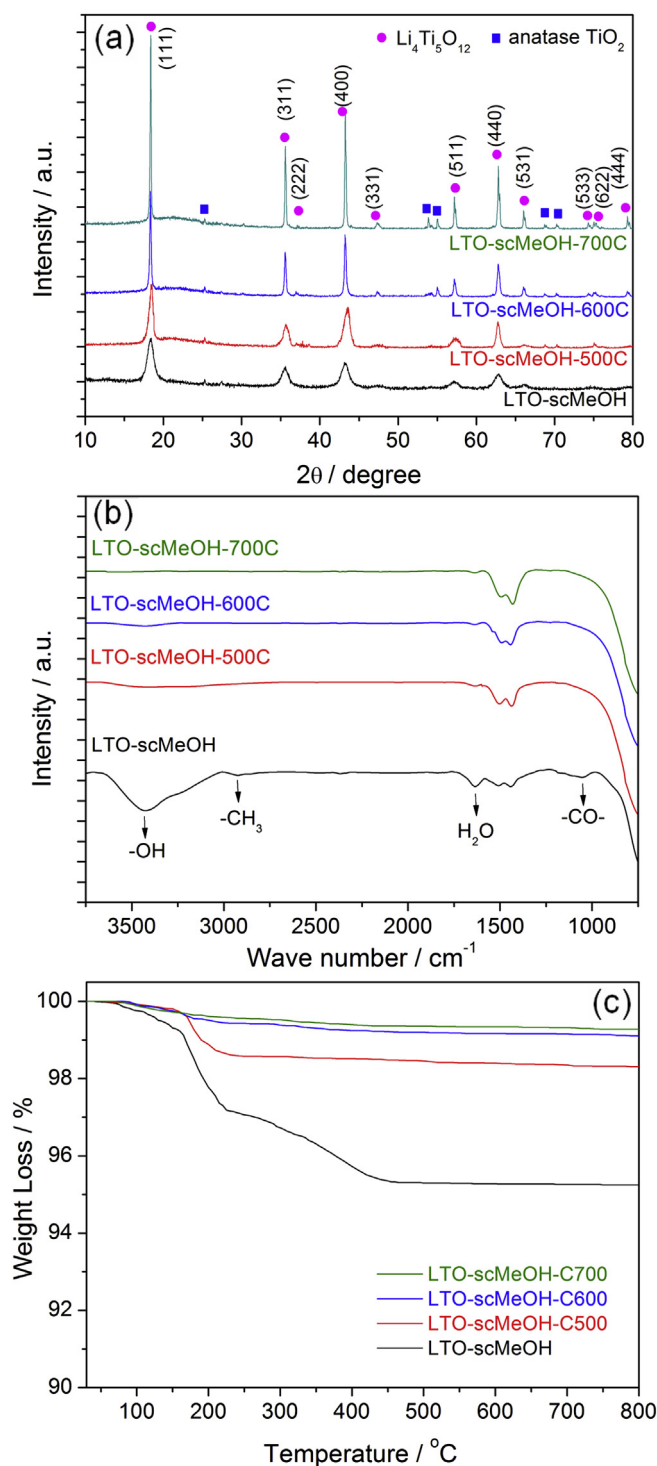 (a)
Li₄Ti₅O₁₂ anatase TiO₂
(111)
(311)
(222)
(400)
(331)
(511)
(440)
(531)
(533)
(622)
(444)
LTO-scMeOH-700C
LTO-scMeOH-600C
LTO-scMeOH-500C
LTO-scMeOH
Intensity / a.u.
10 20 30 40 50 60 70 80
2θ / degree
(b)
LTO-scMeOH-700C
LTO-scMeOH-600C
LTO-scMeOH-500C
LTO-scMeOH
-OH
-CH₃
H₂O
-CO-
Intensity / a.u.
3500 3000 2500 2000 1500 1000
Wave number / cm⁻¹
(c)
100
98
96
94
92
90
Weight Loss / %
LTO-scMeOH-C700
LTO-scMeOH-C600
LTO-scMeOH-C500
LTO-scMeOH
100 200 300 400 500 600 700 800
Temperature / °C